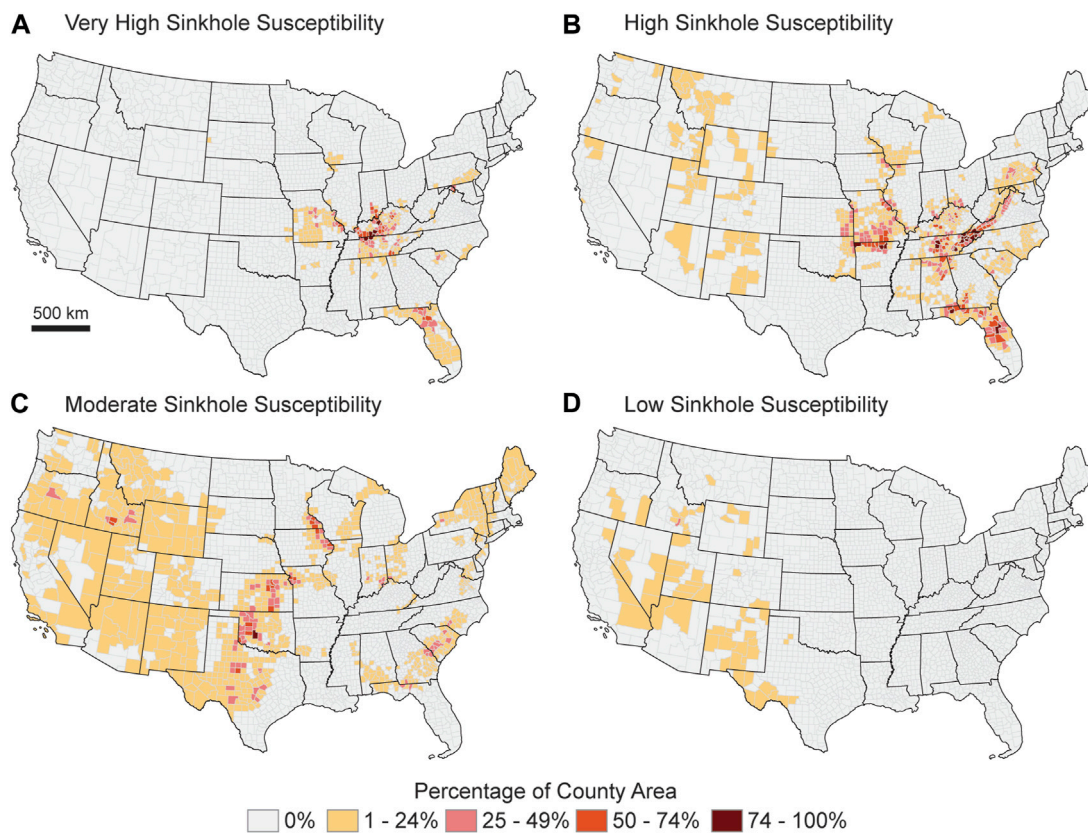 A Very High Sinkhole Susceptibility
B High Sinkhole Susceptibility
500 km
C Moderate Sinkhole Susceptibility
D Low Sinkhole Susceptibility
Percentage of County Area
0% 1 - 24% 25 - 49% 50 - 74% 74 - 100%